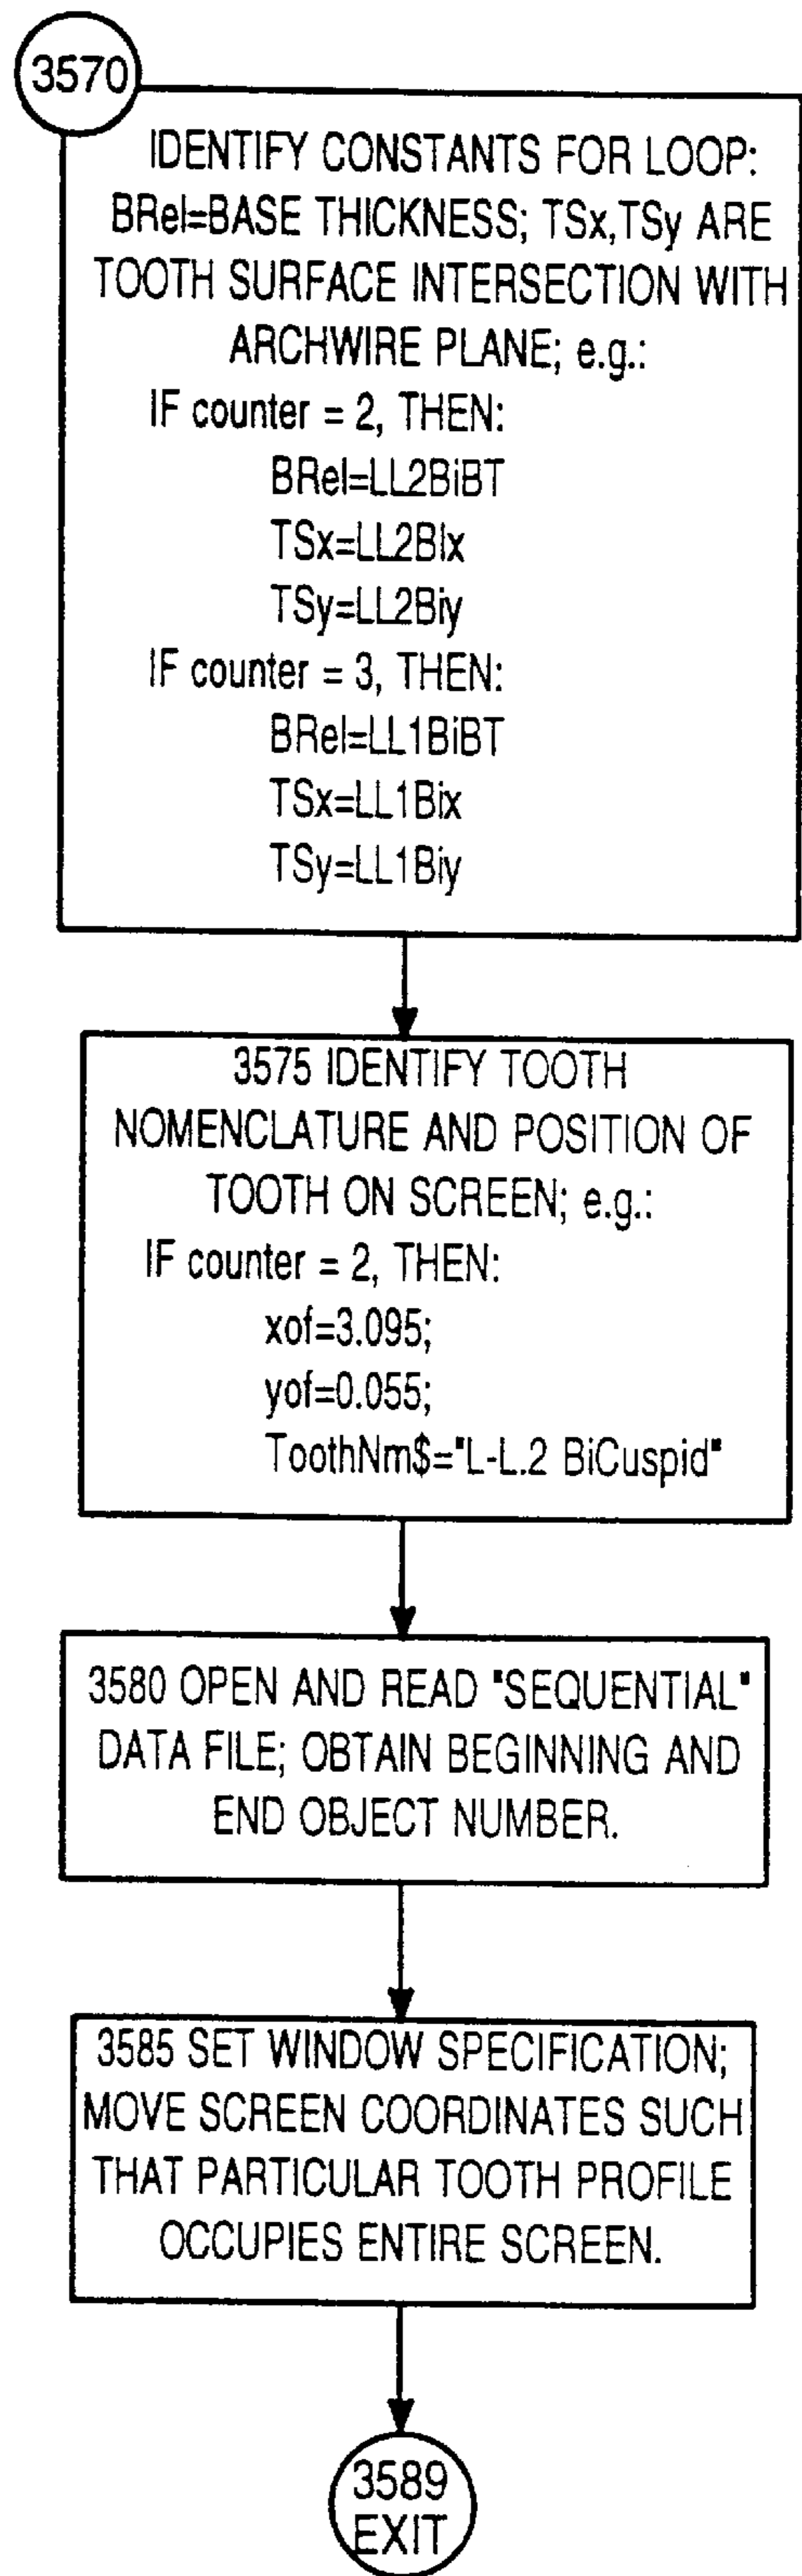 3570
IDENTIFY CONSTANTS FOR LOOP:
BRel=BASE THICKNESS; TSx,TSy ARE
TOOTH SURFACE INTERSECTION WITH
ARCHWIRE PLANE; e.g.:
IF counter = 2, THEN:
BRel=LL2BiBT
TSx=LL2BIx
TSy=LL2Biy
IF counter = 3, THEN:
BRel=LL1BiBT
TSx=LL1Bix
TSy=LL1Biy
3575 IDENTIFY TOOTH
NOMENCLATURE AND POSITION OF
TOOTH ON SCREEN; e.g.:
IF counter = 2, THEN:
xof=3.095;
yof=0.055;
ToothNm$="L-L.2 BiCuspid"
3580 OPEN AND READ "SEQUENTIAL"
DATA FILE; OBTAIN BEGINNING AND
END OBJECT NUMBER.
3585 SET WINDOW SPECIFICATION;
MOVE SCREEN COORDINATES SUCH
THAT PARTICULAR TOOTH PROFILE
OCCUPIES ENTIRE SCREEN.
3589
EXIT